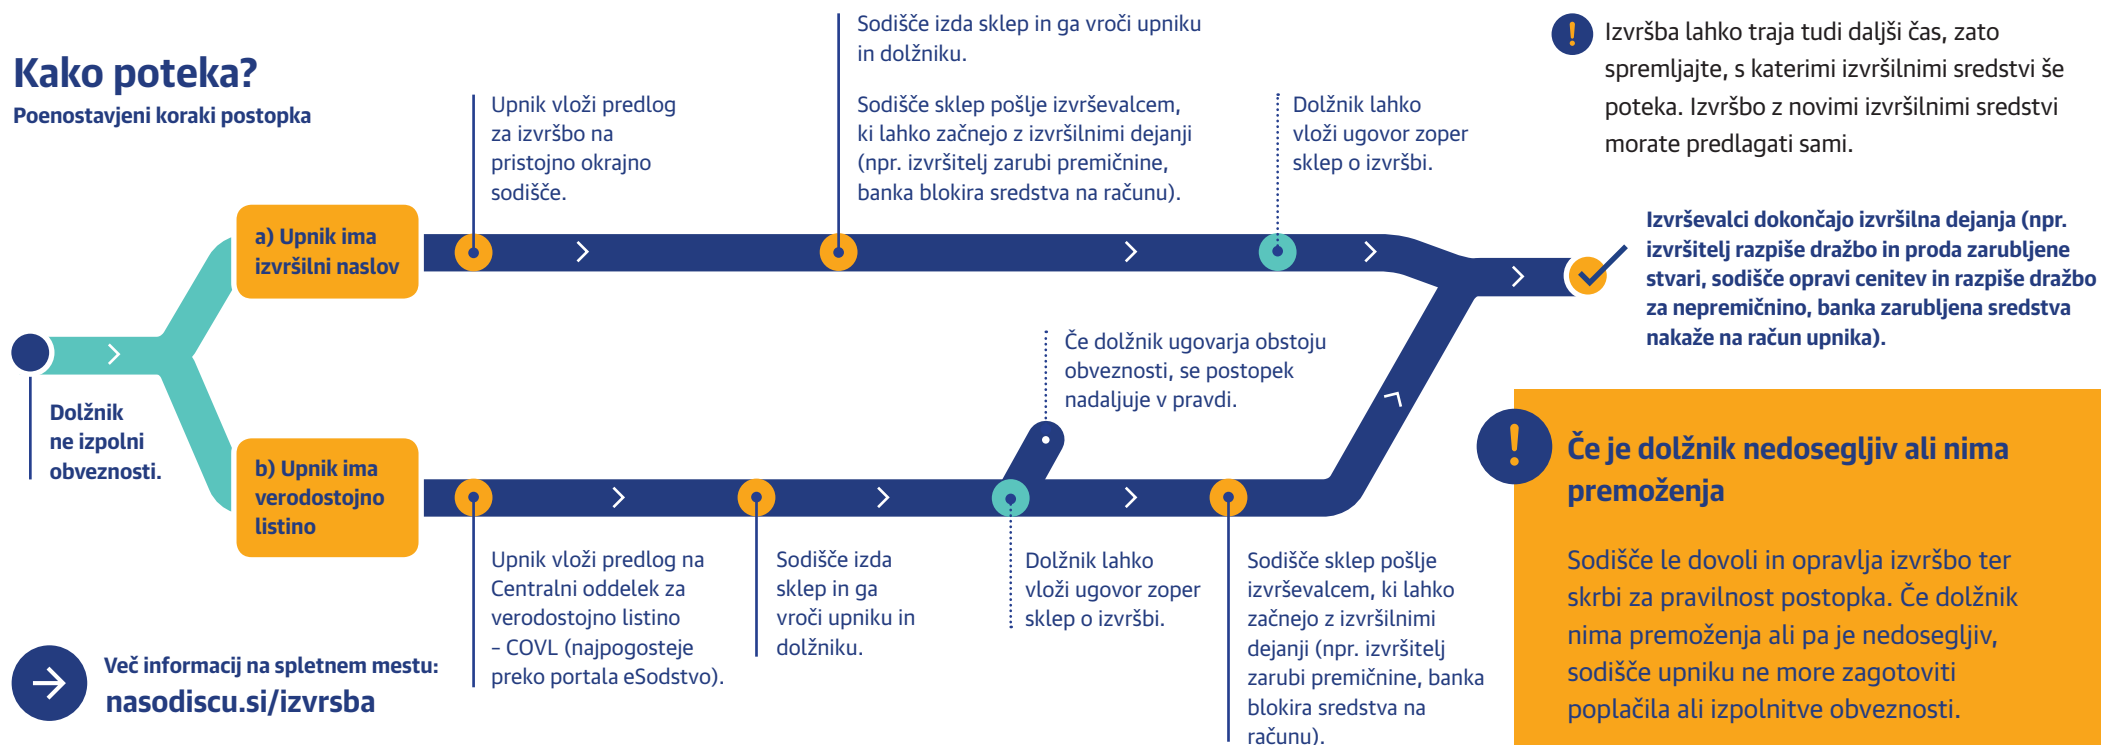 Kako poteka?
Poenostavjeni koraki postopka
Dolžnik
ne izpolni
obveznosti.
a) Upnik ima
izvršilni naslov
Upnik vloži predlog
za izvršbo na
pristojno okrajno
sodišče.
Sodišče izda sklep in ga vroči upniku
in dolžniku.
Sodišče sklep pošlje izvrševalcem,
ki lahko začnejo z izvršilnimi dejanji
(npr. izvršitelj zarubi premičnine,
banka blokira sredstva na računu).
Dolžnik lahko
vloži ugovor zoper
sklep o izvršbi.
b) Upnik ima
verodostojno
listino
Upnik vloži predlog na
Centralni oddelek za
verodostojno listino
– COVL (najpogosteje
preko portala eSodstvo).
Sodišče izda
sklep in ga
vroči upniku in
dolžniku.
Dolžnik lahko
vloži ugovor zoper
sklep o izvršbi.
Če dolžnik ugovarja obstoju
obveznosti, se postopek
nadaljuje v pravdi.
Sodišče sklep pošlje
izvrševalcem, ki lahko
začnejo z izvršilnimi
dejanji (npr. izvršitelj
zarubi premičnine, banka
blokira sredstva na
računu).
! Izvršba lahko traja tudi daljši čas, zato
spremljajte, s katerimi izvršilnimi sredstvi še
poteka. Izvršbo z novimi izvršilnimi sredstvi
morate predlagati sami.
Izvrševalci dokončajo izvršilna dejanja (npr.
izvršitelj razpiše dražbo in proda zarubljene
stvari, sodišče opravi cenitev in razpiše dražbo
za nepremičnino, banka zarubljena sredstva
nakaže na račun upnika).
! Če je dolžnik nedosegljiv ali nima
premoženja
Sodišče le dovoli in opravlja izvršbo ter
skrbi za pravilnost postopka. Če dolžnik
nima premoženja ali pa je nedosegljiv,
sodišče upniku ne more zagotoviti
poplačila ali izpolnitve obveznosti.
Več informacij na spletnem mestu:
nasodiscu.si/izvrsba